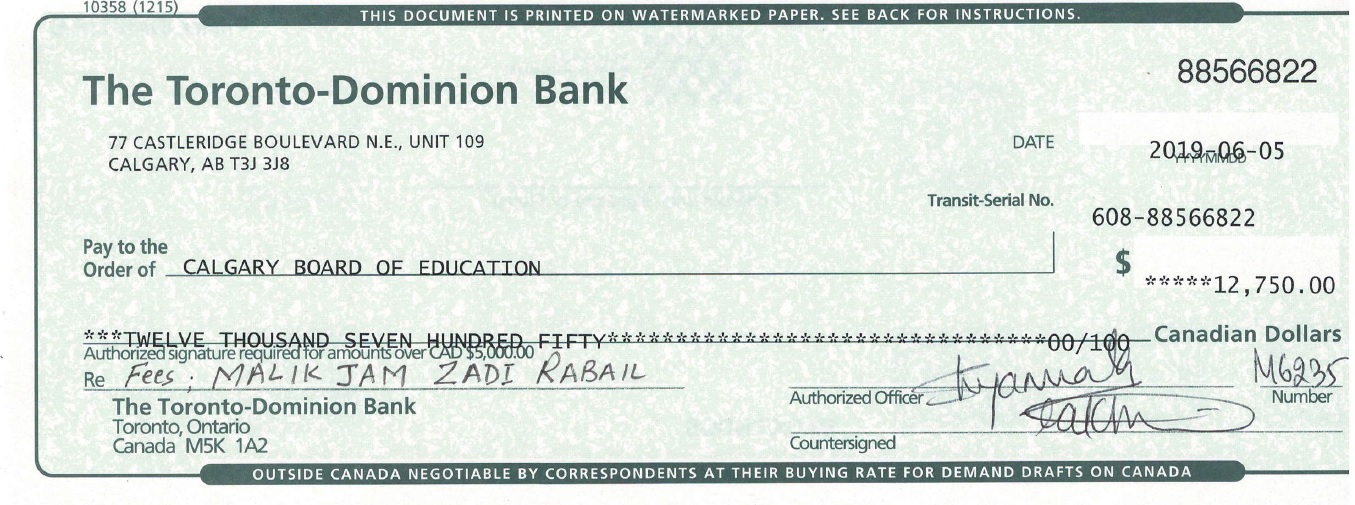 10358 (1215)
THIS DOCUMENT IS PRINTED ON WATERMARKED PAPER. SEE BACK FOR INSTRUCTIONS.
88566822
The Toronto-Dominion Bank
77 CASTLERIDGE BOULEVARD N.E., UNIT 109
CALGARY, AB T3J 3J8
DATE
2019-06-05
YYYYMMDD
Transit-Serial No.
608-88566822
Pay to the
Order of CALGARY BOARD OF EDUCATION
$ *****12,750.00
***TWELVE THOUSAND SEVEN HUNDRED FIFTY********************************00/100 Canadian Dollars
Authorized signature required for amounts over CAD $5,000.00
Re Fees ; MALIK JAM ZADI RABAIL
Authorized Officer
M6235
Number
The Toronto-Dominion Bank
Toronto, Ontario
Canada M5K 1A2
Countersigned
OUTSIDE CANADA NEGOTIABLE BY CORRESPONDENTS AT THEIR BUYING RATE FOR DEMAND DRAFTS ON CANADA